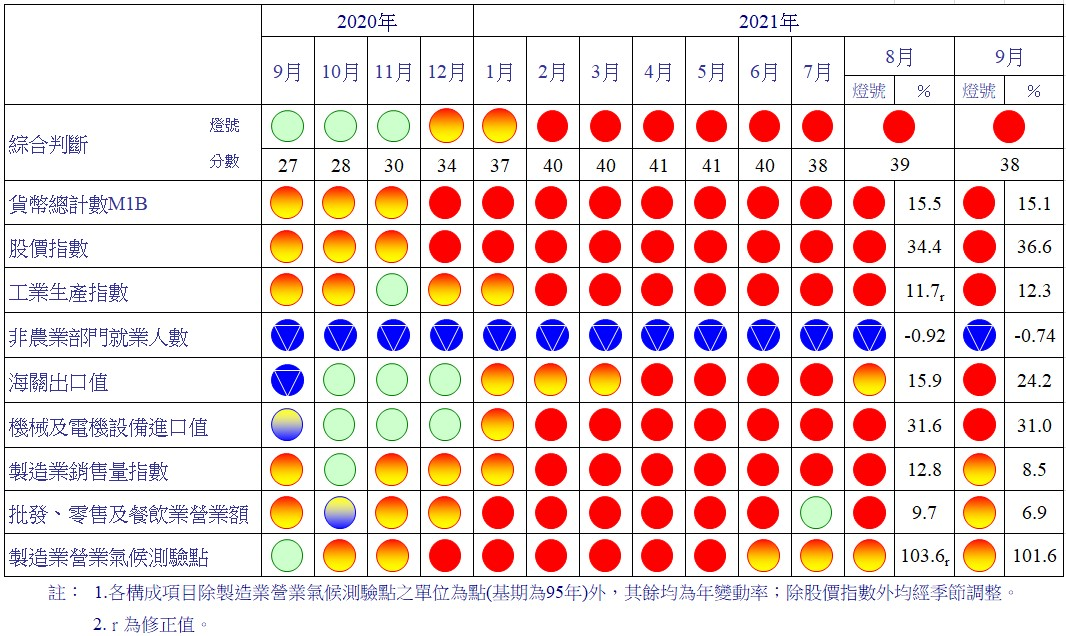 2020年 2021年
9月 10月 11月 12月 1月 2月 3月 4月 5月 6月 7月 8月 9月
燈號 % 燈號 %
綜合判斷 燈號
分數 27 28 30 34 37 40 40 41 41 40 38 39 38
貨幣總計數M1B 15.5 15.1
股價指數 34.4 36.6
工業生產指數 11.7r 12.3
非農業部門就業人數 -0.92 -0.74
海關出口值 15.9 24.2
機械及電機設備進口值 31.6 31.0
製造業銷售量指數 12.8 8.5
批發、零售及餐飲業營業額 9.7 6.9
製造業營業氣候測驗點 103.6r 101.6
註： 1.各構成項目除製造業營業氣候測驗點之單位為點(基期為95年)外，其餘均為年變動率；除股價指數外均經季節調整。
2. r 為修正值。